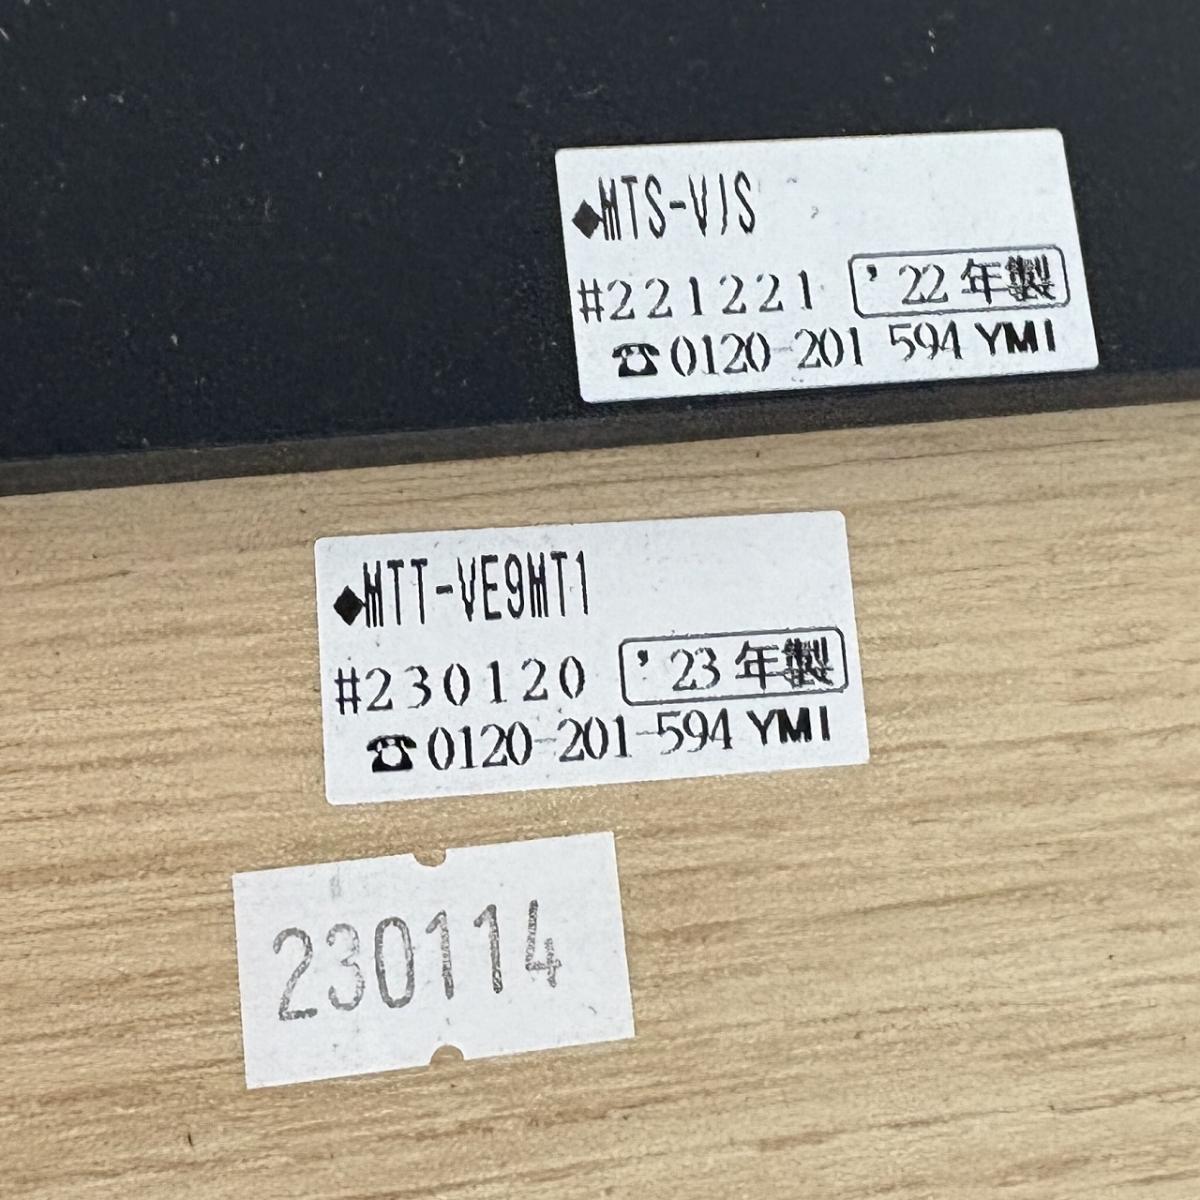 ◆MTS-VJS
#221221 '22年製
☎0120-201-594 YMI
◆MTT-VE9MT1
#230120 '23年製
☎0120-201-594 YMI
230114